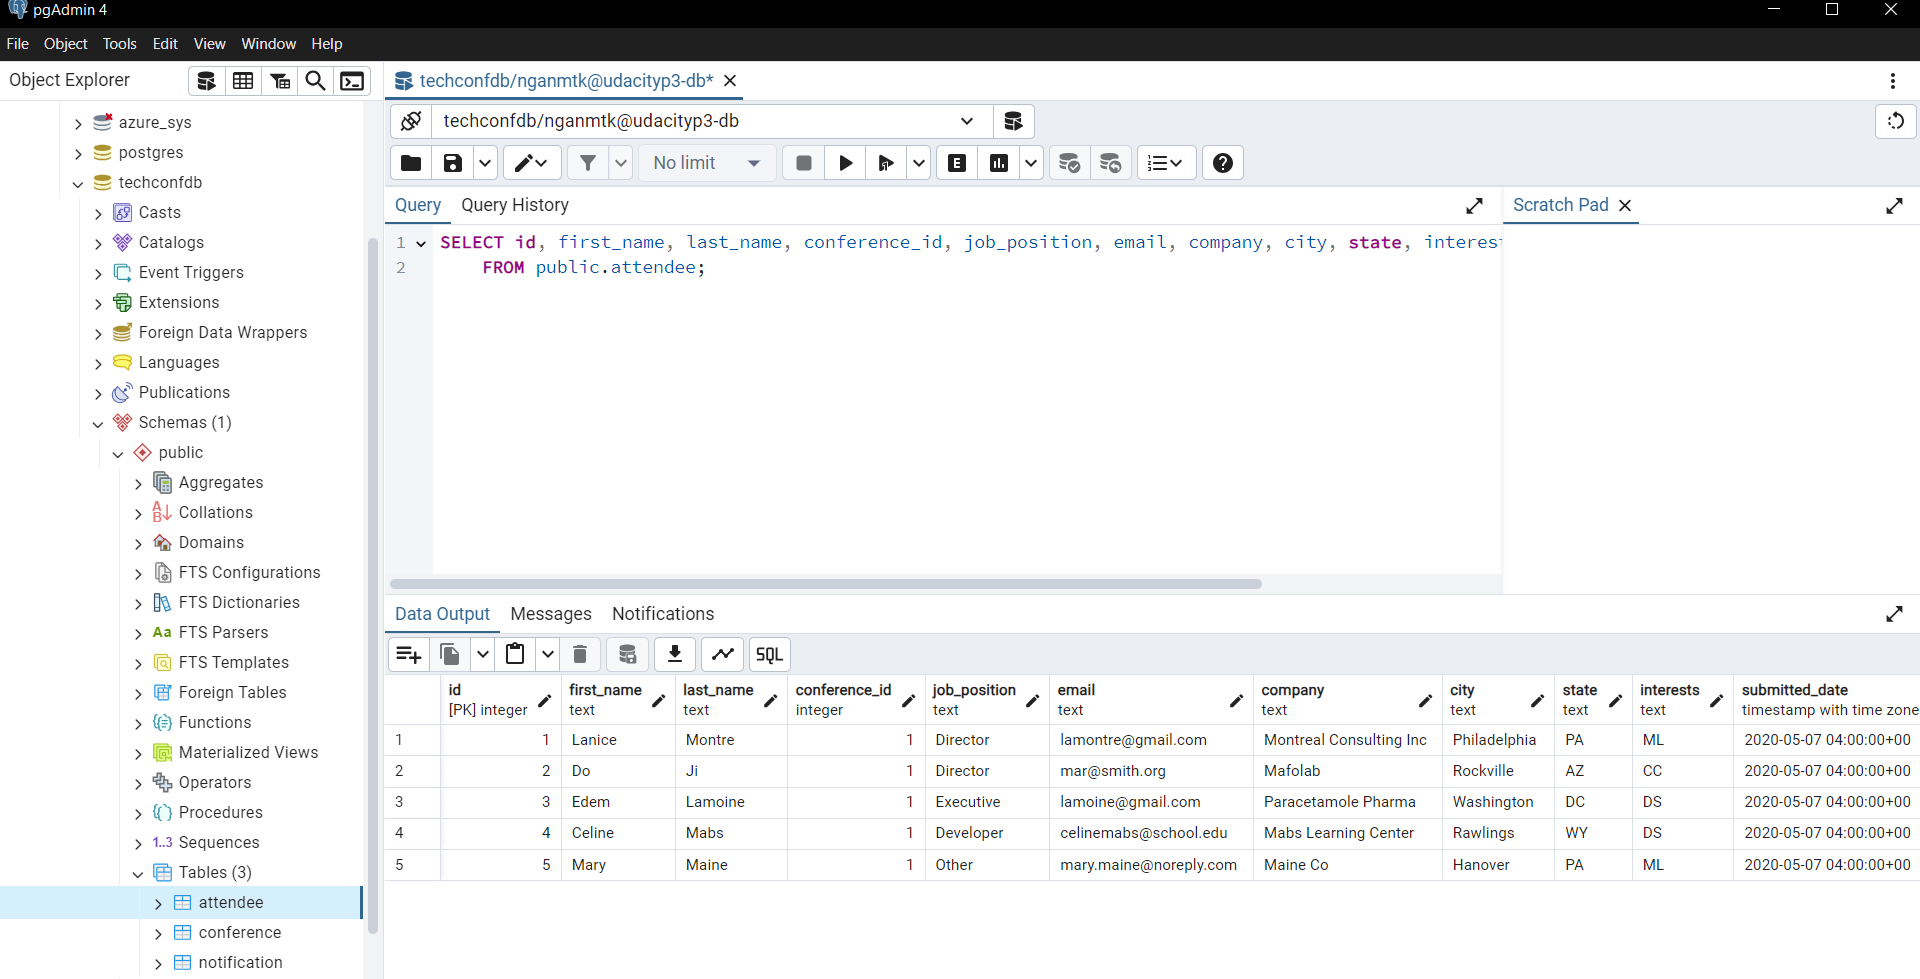 pgAdmin 4
File Object Tools Edit View Window Help
Object Explorer
azure_sys
postgres
techconfdb
Casts
Catalogs
Event Triggers
Extensions
Foreign Data Wrappers
Languages
Publications
Schemas (1)
public
Aggregates
Collations
Domains
FTS Configurations
FTS Dictionaries
Aa FTS Parsers
FTS Templates
Foreign Tables
Functions
Materialized Views
Operators
Procedures
1..3 Sequences
Tables (3)
attendee
conference
notification
techconfdb/nganmtk@udacityp3-db*
techconfdb/nganmtk@udacityp3-db
No limit E
Query Query History
Scratch Pad
1 SELECT id, first_name, last_name, conference_id, job_position, email, company, city, state, interest
2 FROM public.attendee;
Data Output Messages Notifications
SQL
id first_name last_name conference_id job_position email company city state interests submitted_date
[PK] integer text text integer text text text text text text timestamp with time zone
1 1 Lanice Montre 1 Director lamontre@gmail.com Montreal Consulting Inc Philadelphia PA ML 2020-05-07 04:00:00+00
2 2 Do Ji 1 Director mar@smith.org Mafolab Rockville AZ CC 2020-05-07 04:00:00+00
3 3 Edem Lamoine 1 Executive lamoine@gmail.com Paracetamole Pharma Washington DC DS 2020-05-07 04:00:00+00
4 4 Celine Mabs 1 Developer celinemabs@school.edu Mabs Learning Center Rawlings WY DS 2020-05-07 04:00:00+00
5 5 Mary Maine 1 Other mary.maine@noreply.com Maine Co Hanover PA ML 2020-05-07 04:00:00+00